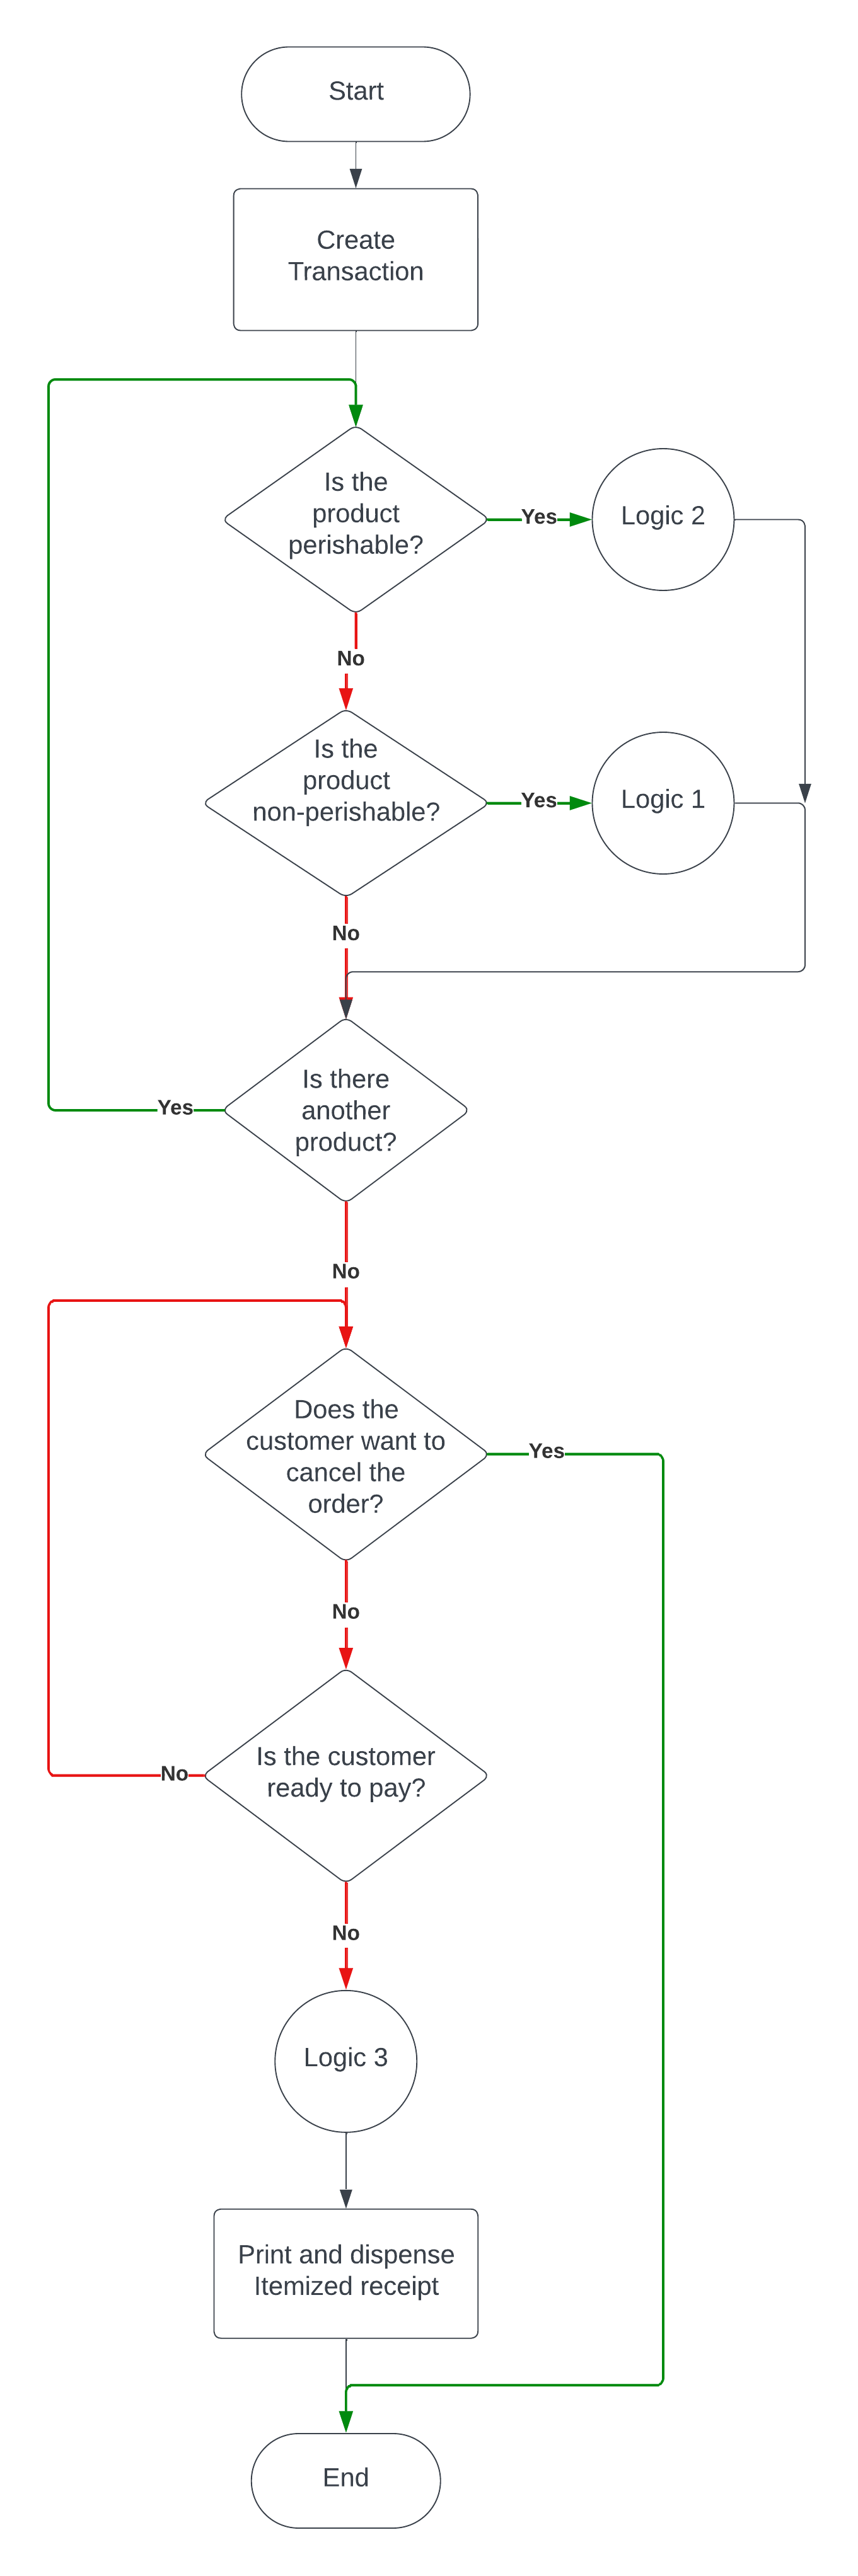 Start
Create
Transaction
Is the
product
perishable?
Yes
Logic 2
No
Is the
product
non-perishable?
Yes
Logic 1
No
Is there
another
product?
Yes
No
Does the
customer want to
cancel the
order?
Yes
No
Is the customer
ready to pay?
No
No
Logic 3
Print and dispense
Itemized receipt
End